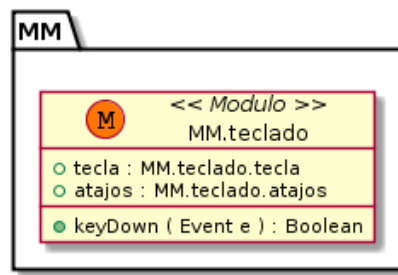 MM
M
<< Modulo >>
MM.teclado
tecla : MM.teclado.tecla
atajos : MM.teclado.atajos
keyDown ( Event e ) : Boolean